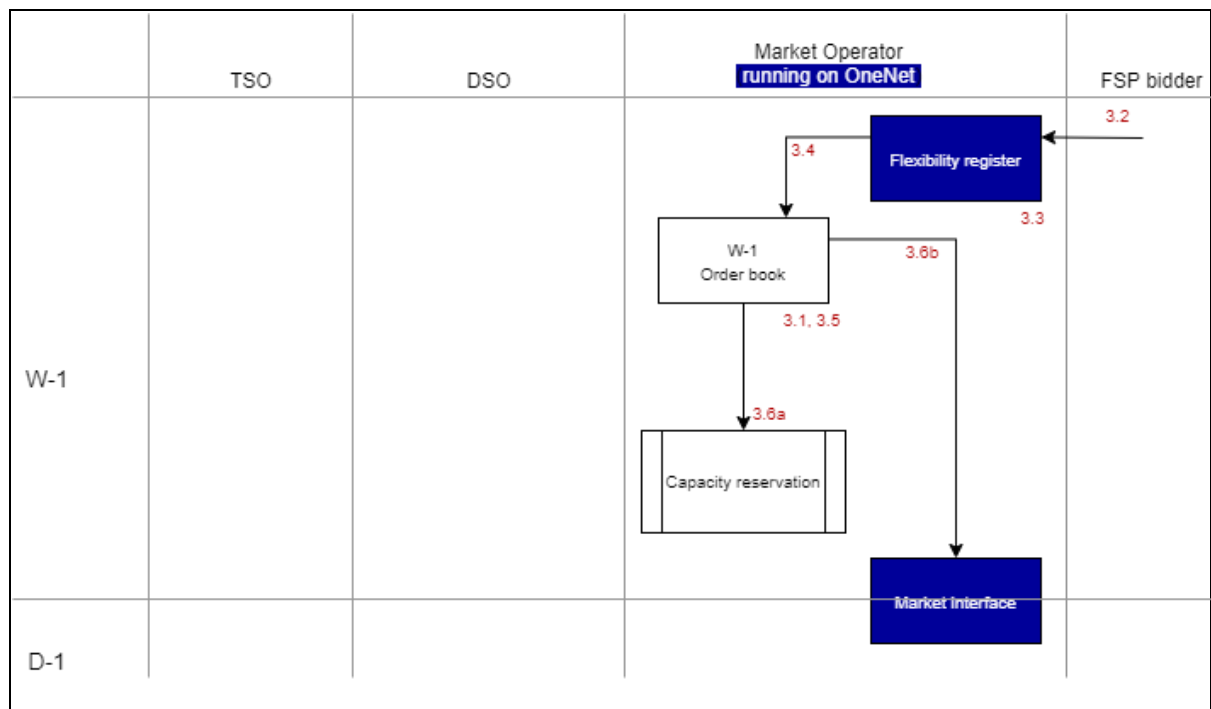 TSO
DSO
Market Operator
running on OneNet
FSP bidder
3.2
3.4
Flexibility register
3.3
W-1
Order book
3.6b
3.1, 3.5
W-1
3.6a
Capacity reservation
Market Interface
D-1